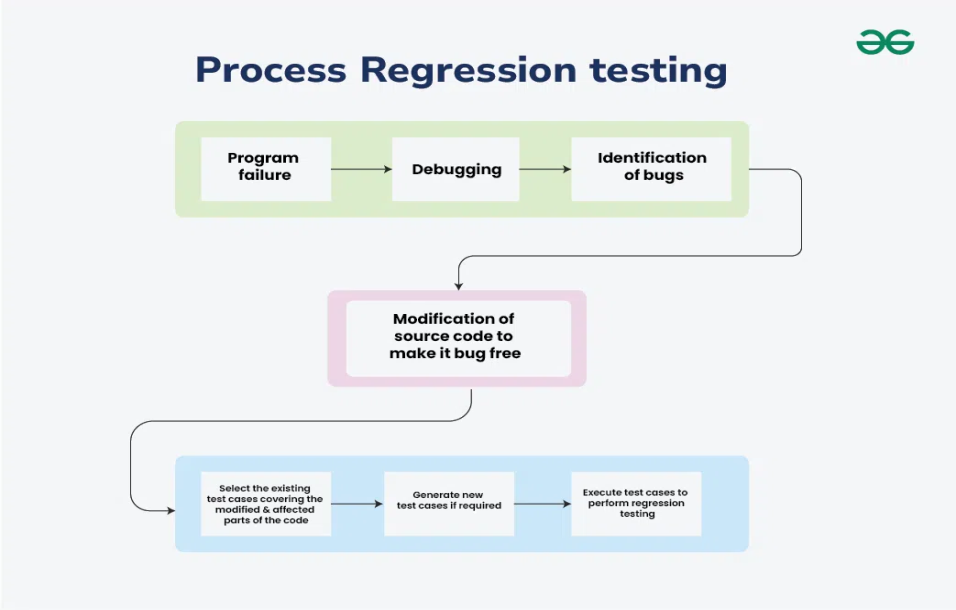 Process Regression testing
Program
failure
Debugging
Identification
of bugs
Modification of
source code to
make it bug free
Select the existing
test cases covering the
modified & affected
parts of the code
Generate new
test cases if required
Execute test cases to
perform regression
testing